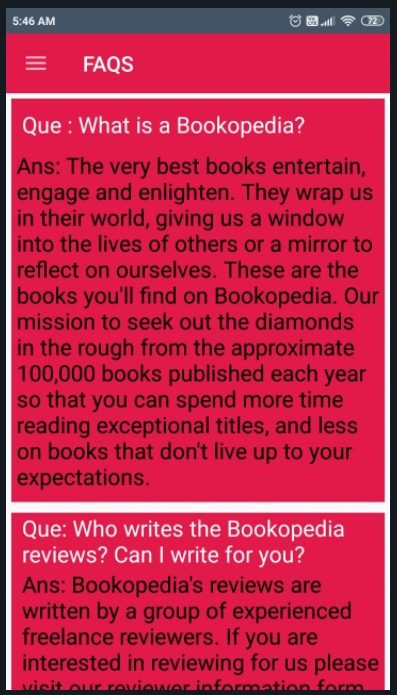 5:46 AM
72
FAQS
Que : What is a Bookopedia?
Ans: The very best books entertain,
engage and enlighten. They wrap us
in their world, giving us a window
into the lives of others or a mirror to
reflect on ourselves. These are the
books you'll find on Bookopedia. Our
mission to seek out the diamonds
in the rough from the approximate
100,000 books published each year
so that you can spend more time
reading exceptional titles, and less
on books that don't live up to your
expectations.
Que: Who writes the Bookopedia
reviews? Can I write for you?
Ans: Bookopedia's reviews are
written by a group of experienced
freelance reviewers. If you are
interested in reviewing for us please
visit our reviewer information form